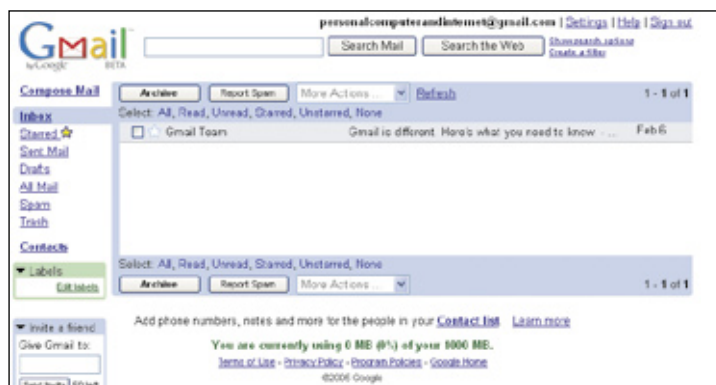 personalcomputerandinternet@gmail.com | Settings | Help | Sign out
Gmail
by Google
BETA
Search Mail
Search the Web
Show search options
Create a filter
Compose Mail
Inbox
Starred
Sent Mail
Drafts
All Mail
Spam
Trash
Contacts
Labels
Edit labels
Invite a friend
Give Gmail to:
Archive
Report Spam
More Actions ...
Refresh
1 - 1 of 1
Select: All, Read, Unread, Starred, Unstarred, None
Gmail Team
Gmail is different. Here's what you need to know. - ...
Feb 6
Select: All, Read, Unread, Starred, Unstarred, None
Archive
Report Spam
More Actions ...
1 - 1 of 1
Add phone numbers, notes and more for the people in your Contact list Learn more
You are currently using 0 MB (0%) of your 1000 MB.
Terms of Use - Privacy Policy - Program Policies - Google Home
Google